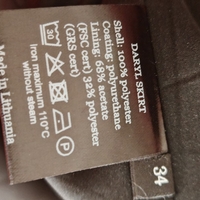 DARYL SKIRT
Shell: 100% polyester
Coating: polyurethane
Lining: 68% acetate
(FSC cert) 32% polyester
(GRS cert)
30
Iron maximum 110°C
without steam
Made in Lithuania
34